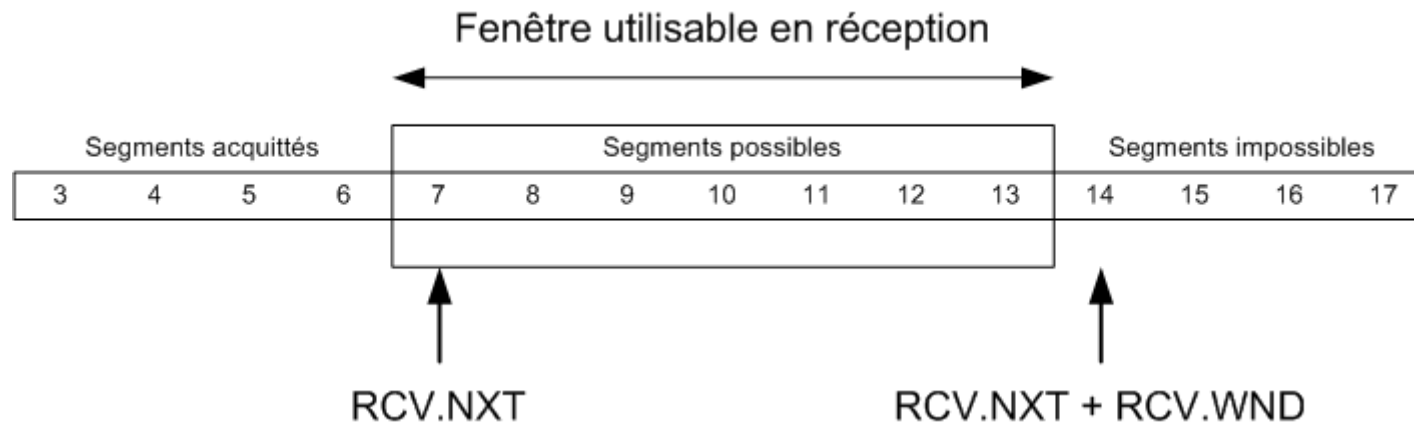 Fenêtre utilisable en réception
Segments acquittés Segments possibles Segments impossibles
3 4 5 6 7 8 9 10 11 12 13 14 15 16 17
RCV.NXT RCV.NXT + RCV.WND